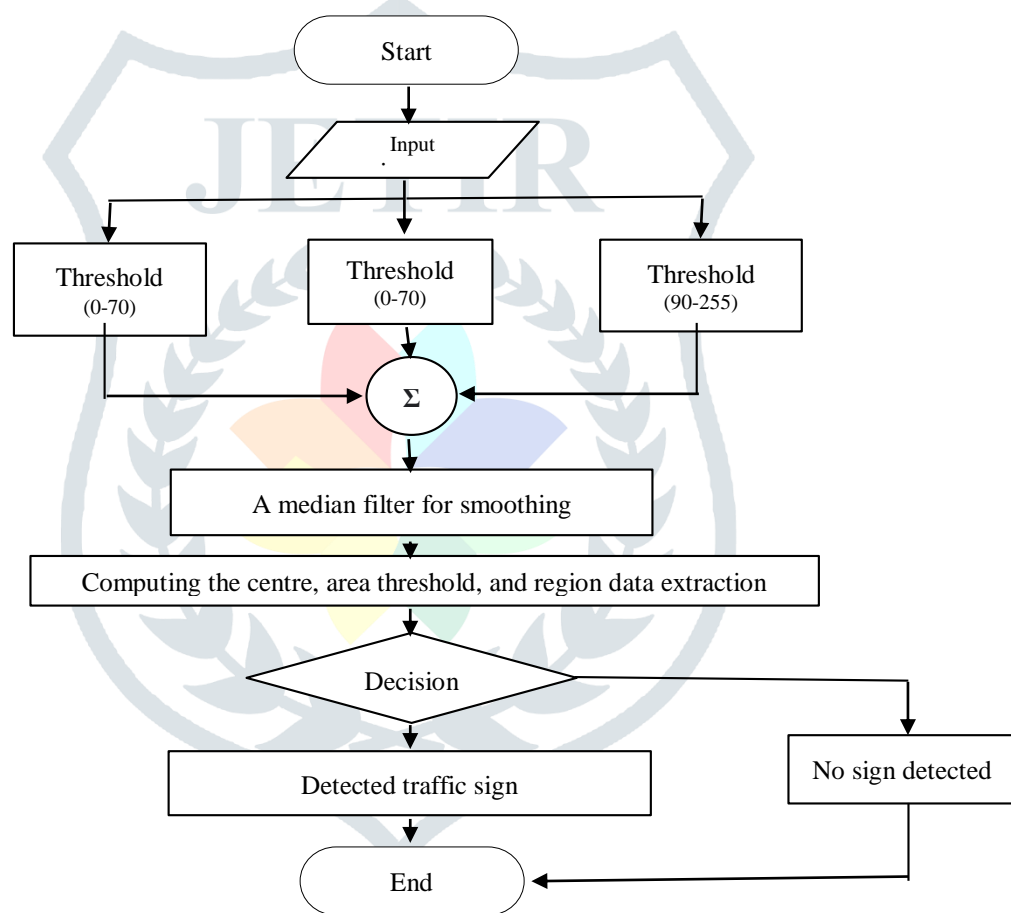 Start
JETIR
Input
Threshold
(0-70)
Threshold
(0-70)
Threshold
(90-255)
Σ
A median filter for smoothing
Computing the centre, area threshold, and region data extraction
Decision
Detected traffic sign
No sign detected
End